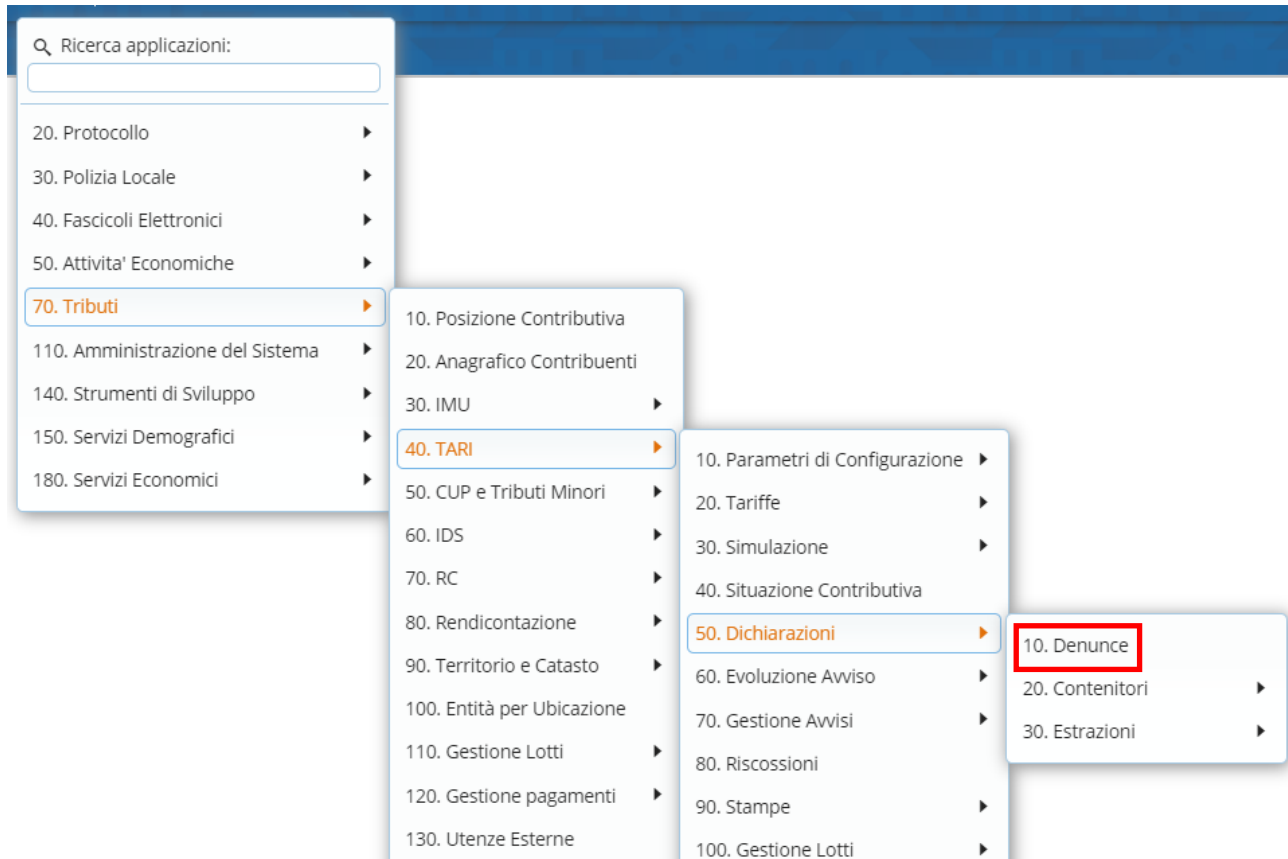 Ricerca applicazioni:
20. Protocollo
30. Polizia Locale
40. Fascicoli Elettronici
50. Attivita' Economiche
70. Tributi
110. Amministrazione del Sistema
140. Strumenti di Sviluppo
150. Servizi Demografici
180. Servizi Economici
10. Posizione Contributiva
20. Anagrafico Contribuenti
30. IMU
40. TARI
50. CUP e Tributi Minori
60. IDS
70. RC
80. Rendicontazione
90. Territorio e Catasto
100. Entità per Ubicazione
110. Gestione Lotti
120. Gestione pagamenti
130. Utenze Esterne
10. Parametri di Configurazione
20. Tariffe
30. Simulazione
40. Situazione Contributiva
50. Dichiarazioni
60. Evoluzione Avviso
70. Gestione Avvisi
80. Riscossioni
90. Stampe
100. Gestione Lotti
10. Denunce
20. Contenitori
30. Estrazioni